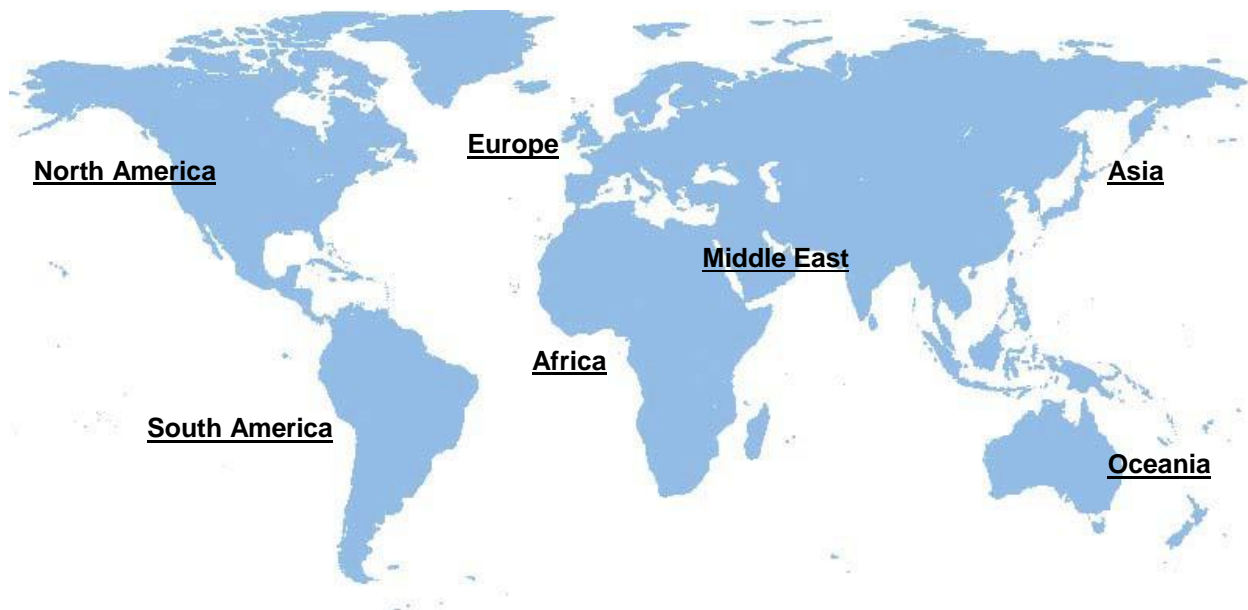 Europe
North America
Asia
Middle East
Africa
South America
Oceania